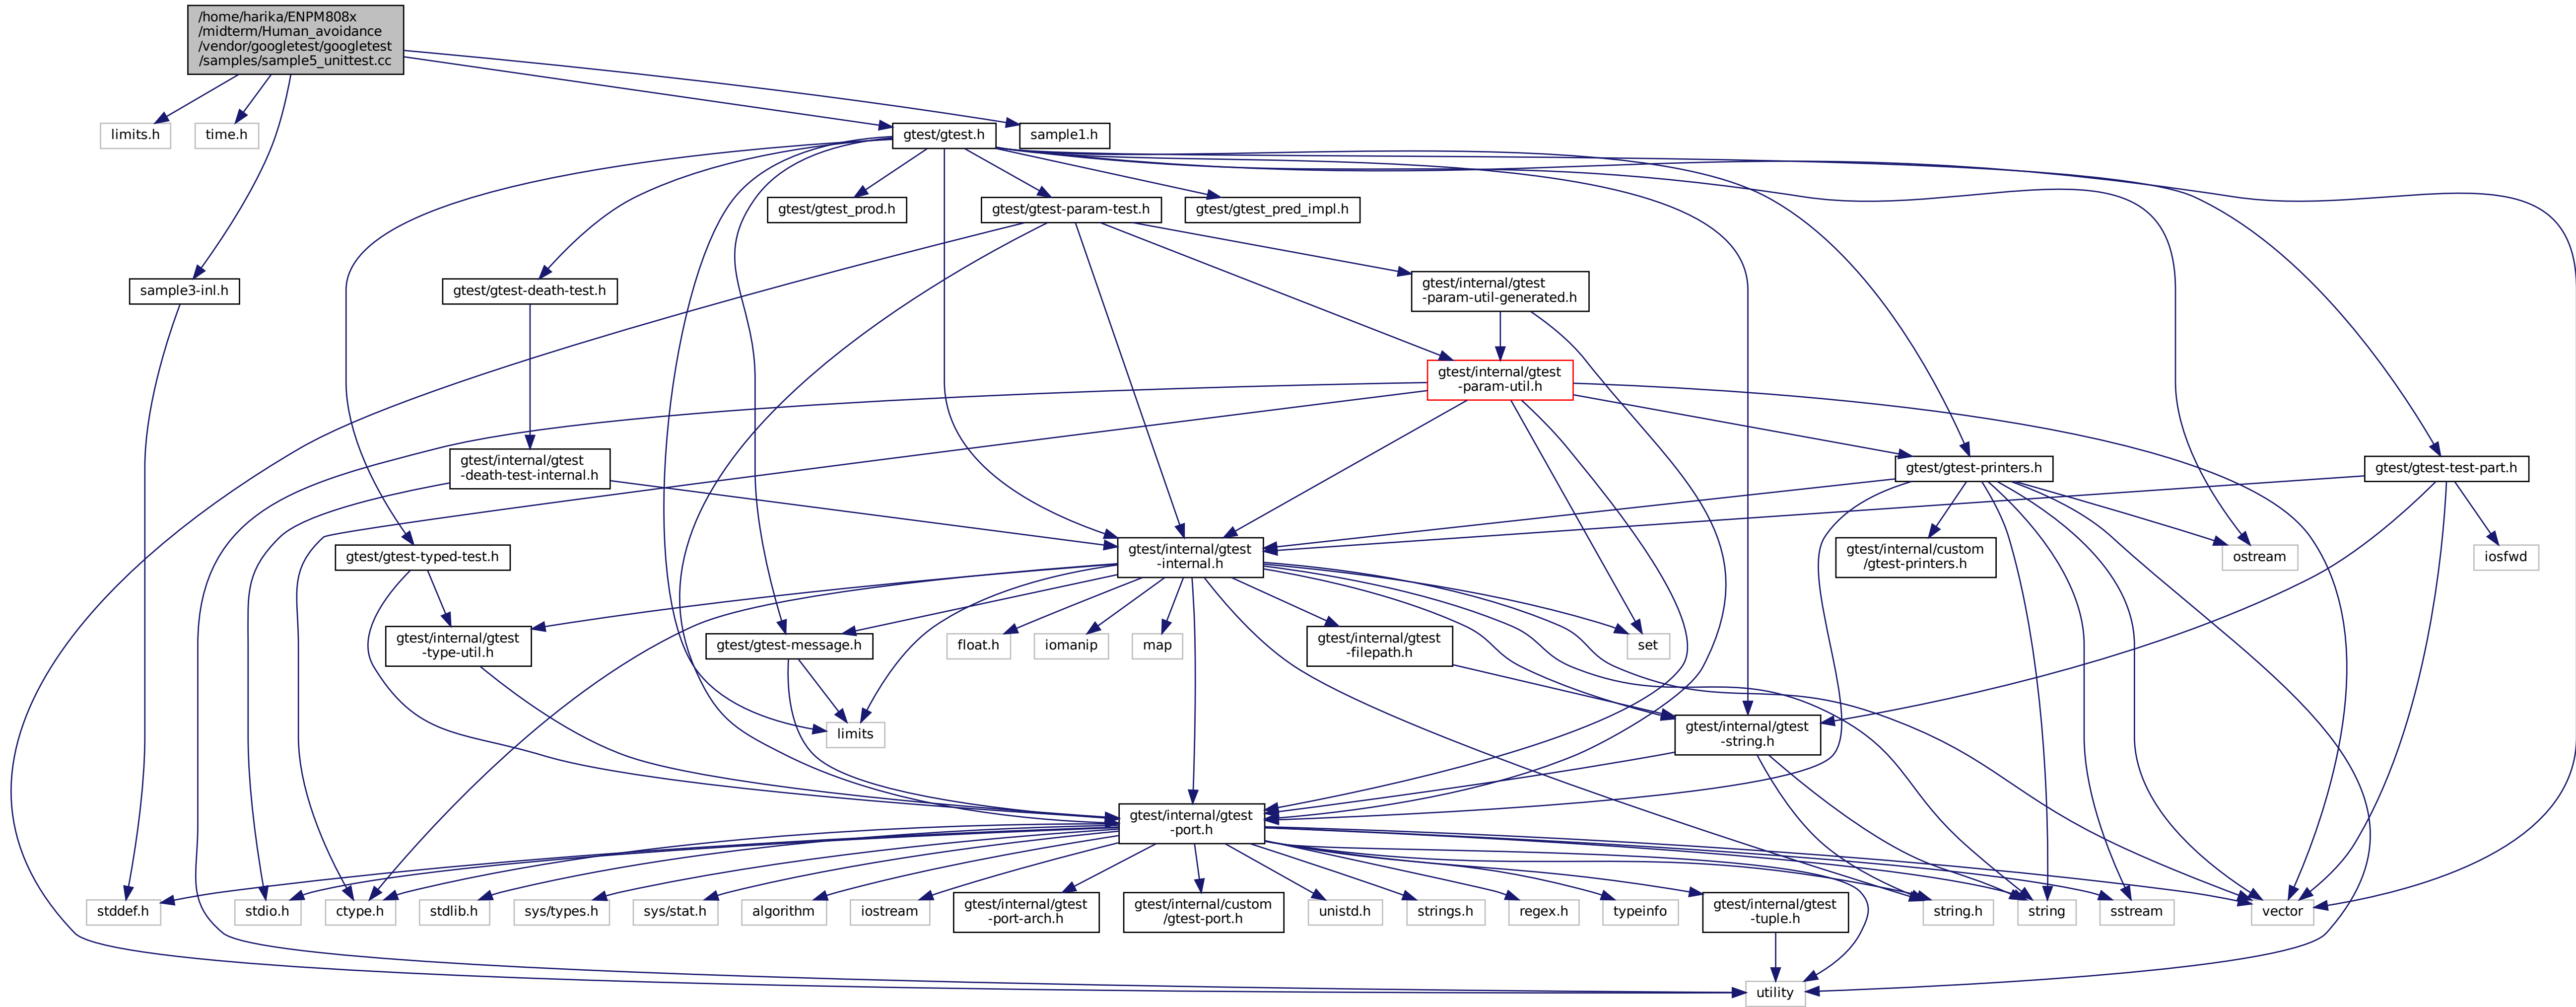 /home/harika/ENPM808x
/midterm/Human_avoidance
/vendor/googletest/googletest
/samples/sample5_unittest.cc
limits.h
time.h
gtest/gtest.h
sample1.h
gtest/gtest_prod.h
gtest/gtest-param-test.h
gtest/gtest_pred_impl.h
sample3-inl.h
gtest/gtest-death-test.h
gtest/internal/gtest
-param-util-generated.h
gtest/internal/gtest
-param-util.h
gtest/internal/gtest
-death-test-internal.h
gtest/gtest-printers.h
gtest/gtest-test-part.h
gtest/gtest-typed-test.h
gtest/internal/gtest
-internal.h
gtest/internal/custom
/gtest-printers.h
ostream
iosfwd
gtest/internal/gtest
-type-util.h
gtest/gtest-message.h
float.h
iomanip
map
gtest/internal/gtest
-filepath.h
set
limits
gtest/internal/gtest
-string.h
gtest/internal/gtest
-port.h
stddef.h
stdio.h
ctype.h
stdlib.h
sys/types.h
sys/stat.h
algorithm
iostream
gtest/internal/gtest
-port-arch.h
gtest/internal/custom
/gtest-port.h
unistd.h
strings.h
regex.h
typeinfo
gtest/internal/gtest
-tuple.h
string.h
string
sstream
vector
utility